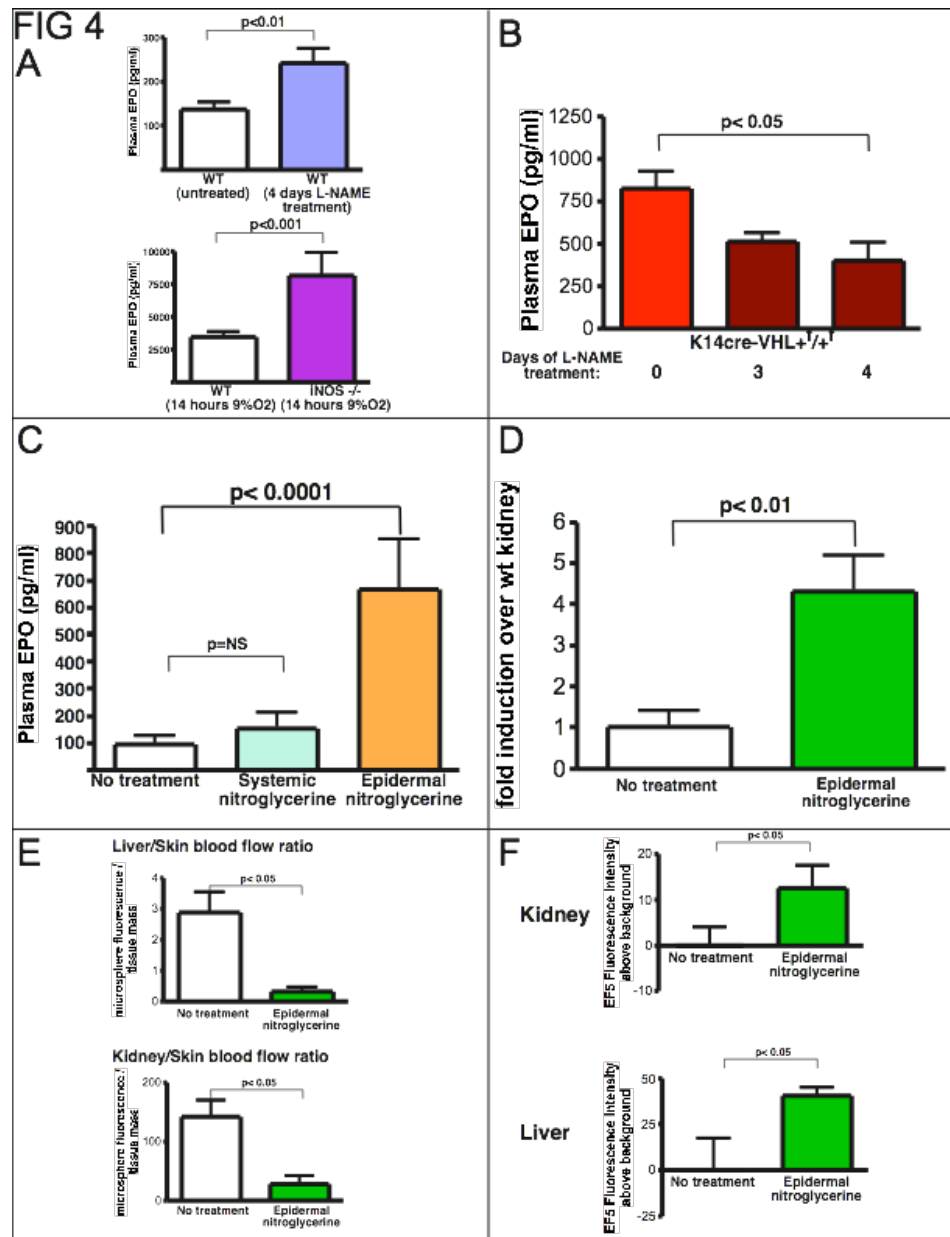 FIG 4
A
p<0.01
Plasma EPO (pg/ml)
300
200
100
WT
(untreated)
WT
(4 days L-NAME
treatment)
p<0.001
Plasma EPO (pg/ml)
10000
7500
5000
2500
WT
(14 hours 9%O2)
iNOS -/-
(14 hours 9%O2)
B
p< 0.05
Plasma EPO (pg/ml)
1250
1000
750
500
250
0
K14cre-VHL+f/+f
Days of L-NAME
treatment:
0
3
4
C
p< 0.0001
p=NS
Plasma EPO (pg/ml)
900
800
700
600
500
400
300
200
100
No treatment
Systemic
nitroglycerine
Epidermal
nitroglycerine
D
p< 0.01
fold induction over wt kidney
6
5
4
3
2
1
0
No treatment
Epidermal
nitroglycerine
E
Liver/Skin blood flow ratio
p< 0.05
microsphere fluorescence /
tissue mass
4
3
2
1
0
No treatment
Epidermal
nitroglycerine
Kidney/Skin blood flow ratio
p< 0.05
microsphere fluorescence /
tissue mass
200
100
0
No treatment
Epidermal
nitroglycerine
F
Kidney
p< 0.05
EF5 Fluorescence Intensity
above background
20
10
0
-10
No treatment
Epidermal
nitroglycerine
Liver
p< 0.05
EF5 Fluorescence Intensity
above background
50
25
0
-25
No treatment
Epidermal
nitroglycerine